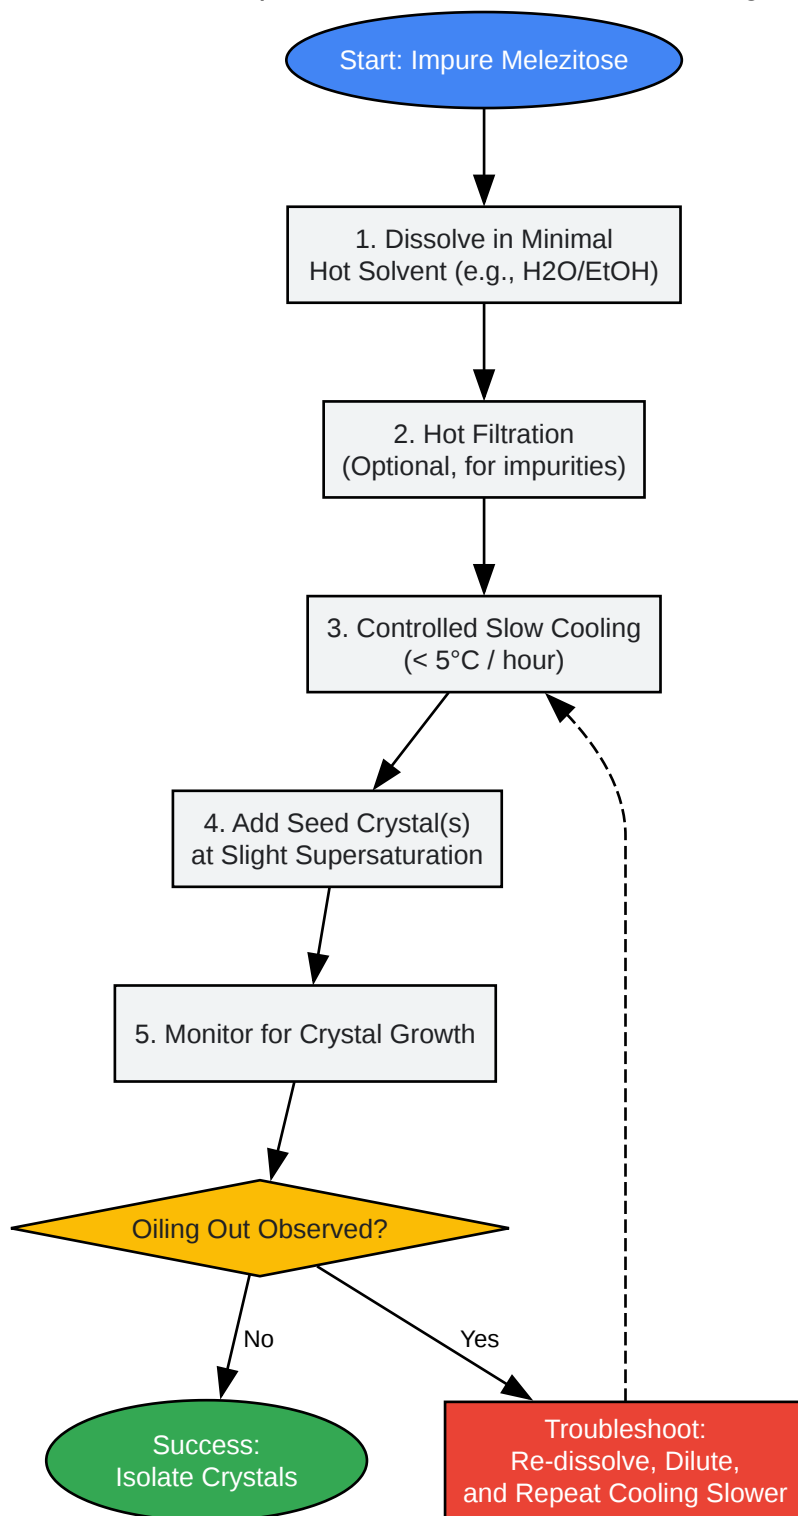 Start: Impure Melezitose
1. Dissolve in Minimal
Hot Solvent (e.g., H2O/EtOH)
2. Hot Filtration
(Optional, for impurities)
3. Controlled Slow Cooling
(< 5°C / hour)
4. Add Seed Crystal(s)
at Slight Supersaturation
5. Monitor for Crystal Growth
Oiling Out Observed?
No
Yes
Success:
Isolate Crystals
Troubleshoot:
Re-dissolve, Dilute,
and Repeat Cooling Slower